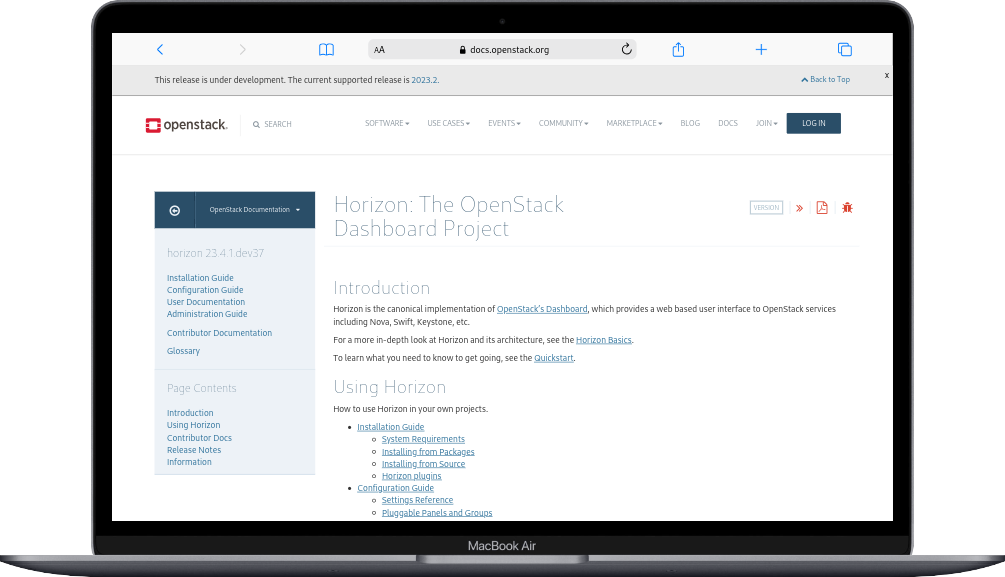 AA docs.openstack.org
This release is under development. The current supported release is 2023.2.
Back to Top
x
openstack.
SEARCH
SOFTWARE USE CASES EVENTS COMMUNITY MARKETPLACE BLOG DOCS JOIN LOG IN
OpenStack Documentation
horizon 23.4.1.dev37
Installation Guide
Configuration Guide
User Documentation
Administration Guide
Contributor Documentation
Glossary
Page Contents
Introduction
Using Horizon
Contributor Docs
Release Notes
Information
Horizon: The OpenStack
Dashboard Project
VERSION
Introduction
Horizon is the canonical implementation of OpenStack's Dashboard, which provides a web based user interface to OpenStack services
including Nova, Swift, Keystone, etc.
For a more in-depth look at Horizon and its architecture, see the Horizon Basics.
To learn what you need to know to get going, see the Quickstart.
Using Horizon
How to use Horizon in your own projects.
Installation Guide
System Requirements
Installing from Packages
Installing from Source
Horizon plugins
Configuration Guide
Settings Reference
Pluggable Panels and Groups
MacBook Air